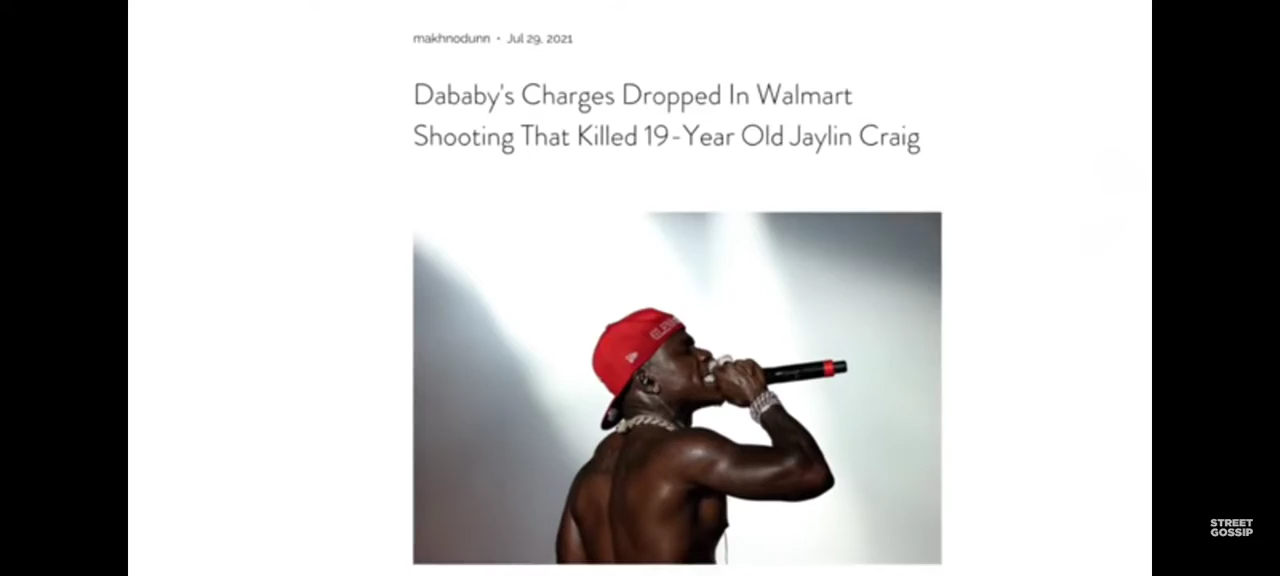 makhnodunn • Jul 29, 2021
Dababy's Charges Dropped In Walmart
Shooting That Killed 19-Year Old Jaylin Craig
STREET
GOSSIP